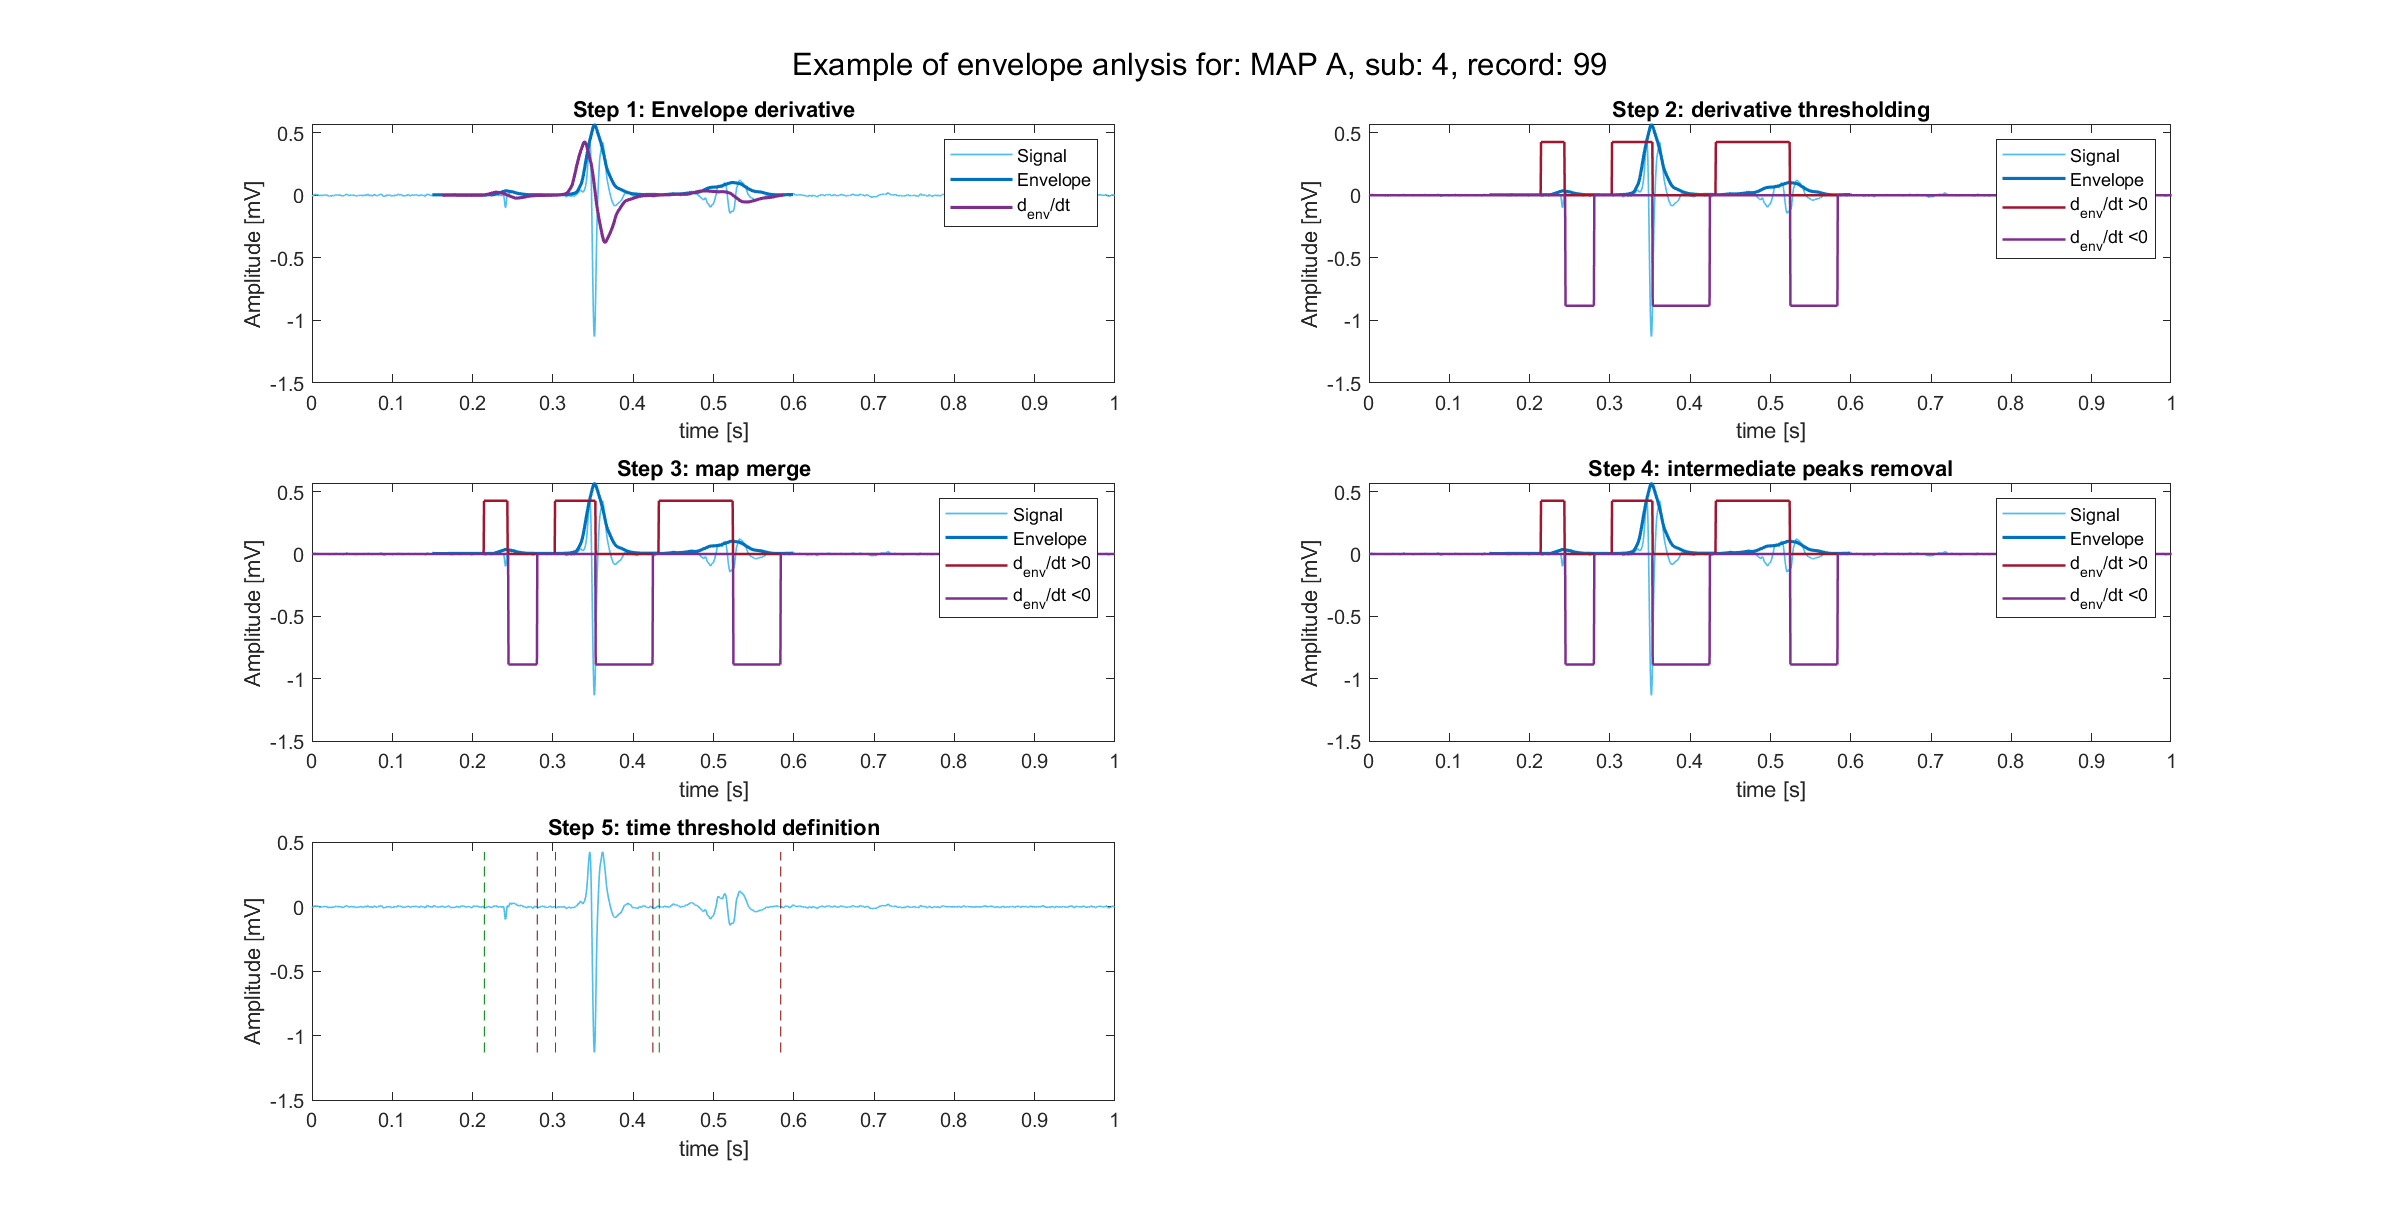 Example of envelope anlysis for: MAP A, sub: 4, record: 99
Step 1: Envelope derivative
0.5
0
-0.5
-1
-1.5
Amplitude [mV]
Signal
Envelope
d_env/dt
0 0.1 0.2 0.3 0.4 0.5 0.6 0.7 0.8 0.9 1
time [s]
Step 2: derivative thresholding
0.5
0
-0.5
-1
-1.5
Amplitude [mV]
Signal
Envelope
d_env/dt >0
d_env/dt <0
0 0.1 0.2 0.3 0.4 0.5 0.6 0.7 0.8 0.9 1
time [s]
Step 3: map merge
0.5
0
-0.5
-1
-1.5
Amplitude [mV]
Signal
Envelope
d_env/dt >0
d_env/dt <0
0 0.1 0.2 0.3 0.4 0.5 0.6 0.7 0.8 0.9 1
time [s]
Step 4: intermediate peaks removal
0.5
0
-0.5
-1
-1.5
Amplitude [mV]
Signal
Envelope
d_env/dt >0
d_env/dt <0
0 0.1 0.2 0.3 0.4 0.5 0.6 0.7 0.8 0.9 1
time [s]
Step 5: time threshold definition
0.5
0
-0.5
-1
-1.5
Amplitude [mV]
0 0.1 0.2 0.3 0.4 0.5 0.6 0.7 0.8 0.9 1
time [s]